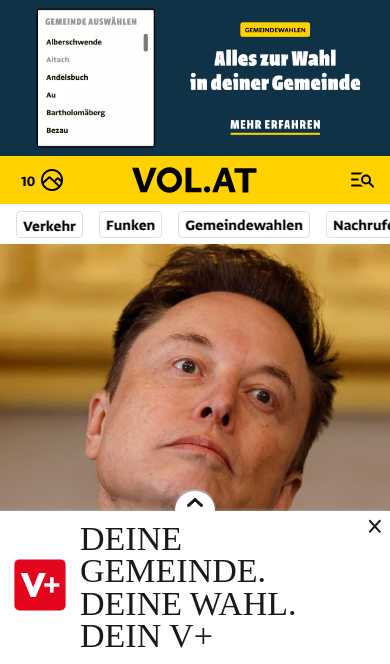 GEMEINDE AUSWÄHLEN
Alberschwende
Altach
Andelsbuch
Au
Bartholomäberg
Bezau
GEMEINDEWAHLEN
Alles zur Wahl
in deiner Gemeinde
MEHR ERFAHREN
10
VOL.AT
Verkehr
Funken
Gemeindewahlen
Nachrufe
V+
DEINE
GEMEINDE.
DEINE WAHL.
DEIN V+